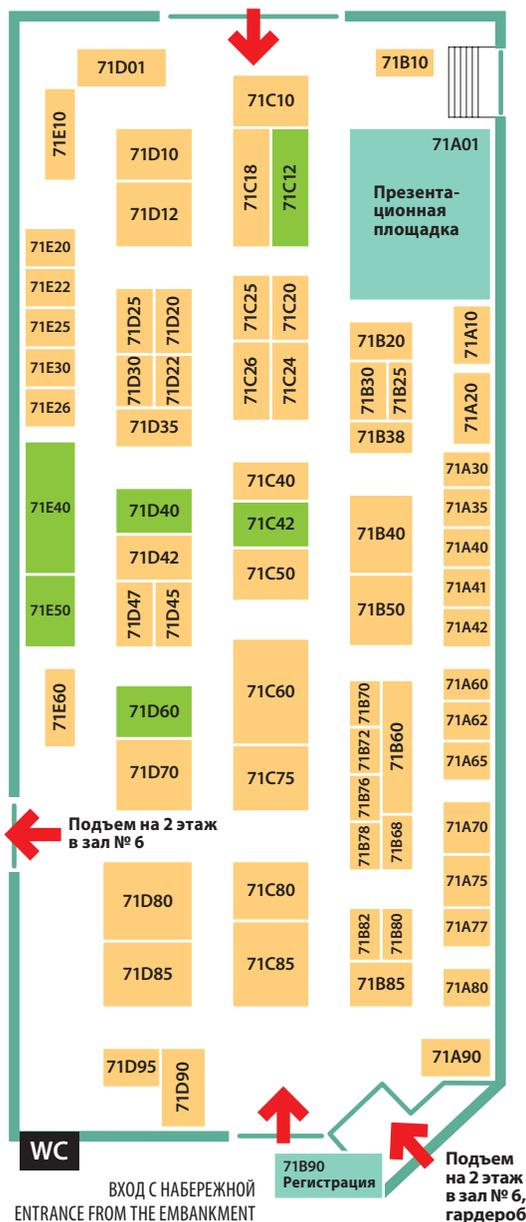 71D01
71B10
71E10
71C10
71D10
71C18
71C12
71A01
Презента-
ционная
площадка
71D12
71E20
71E22
71E25
71E30
71E26
71D25
71D20
71D30
71D22
71D35
71C25
71C20
71C26
71C24
71B20
71B30
71B25
71B38
71A10
71A20
71E40
71E50
71D40
71D42
71D47
71D45
71C40
71C42
71C50
71B40
71B50
71A30
71A35
71A40
71A41
71A42
71E60
71D60
71D70
71C60
71C75
71B70
71B72
71B76
71B78
71B60
71B68
71A60
71A62
71A65
71A70
71A75
71A77
71A80
Подъем на 2 этаж
в зал № 6
71D80
71D85
71C80
71C85
71B82
71B80
71B85
71D95
71D90
71A90
WC
71B90
Регистрация
Подъем
на 2 этаж
в зал № 6,
гардероб
ВХОД С НАБЕРЕЖНОЙ
ENTRANCE FROM THE EMBANKMENT